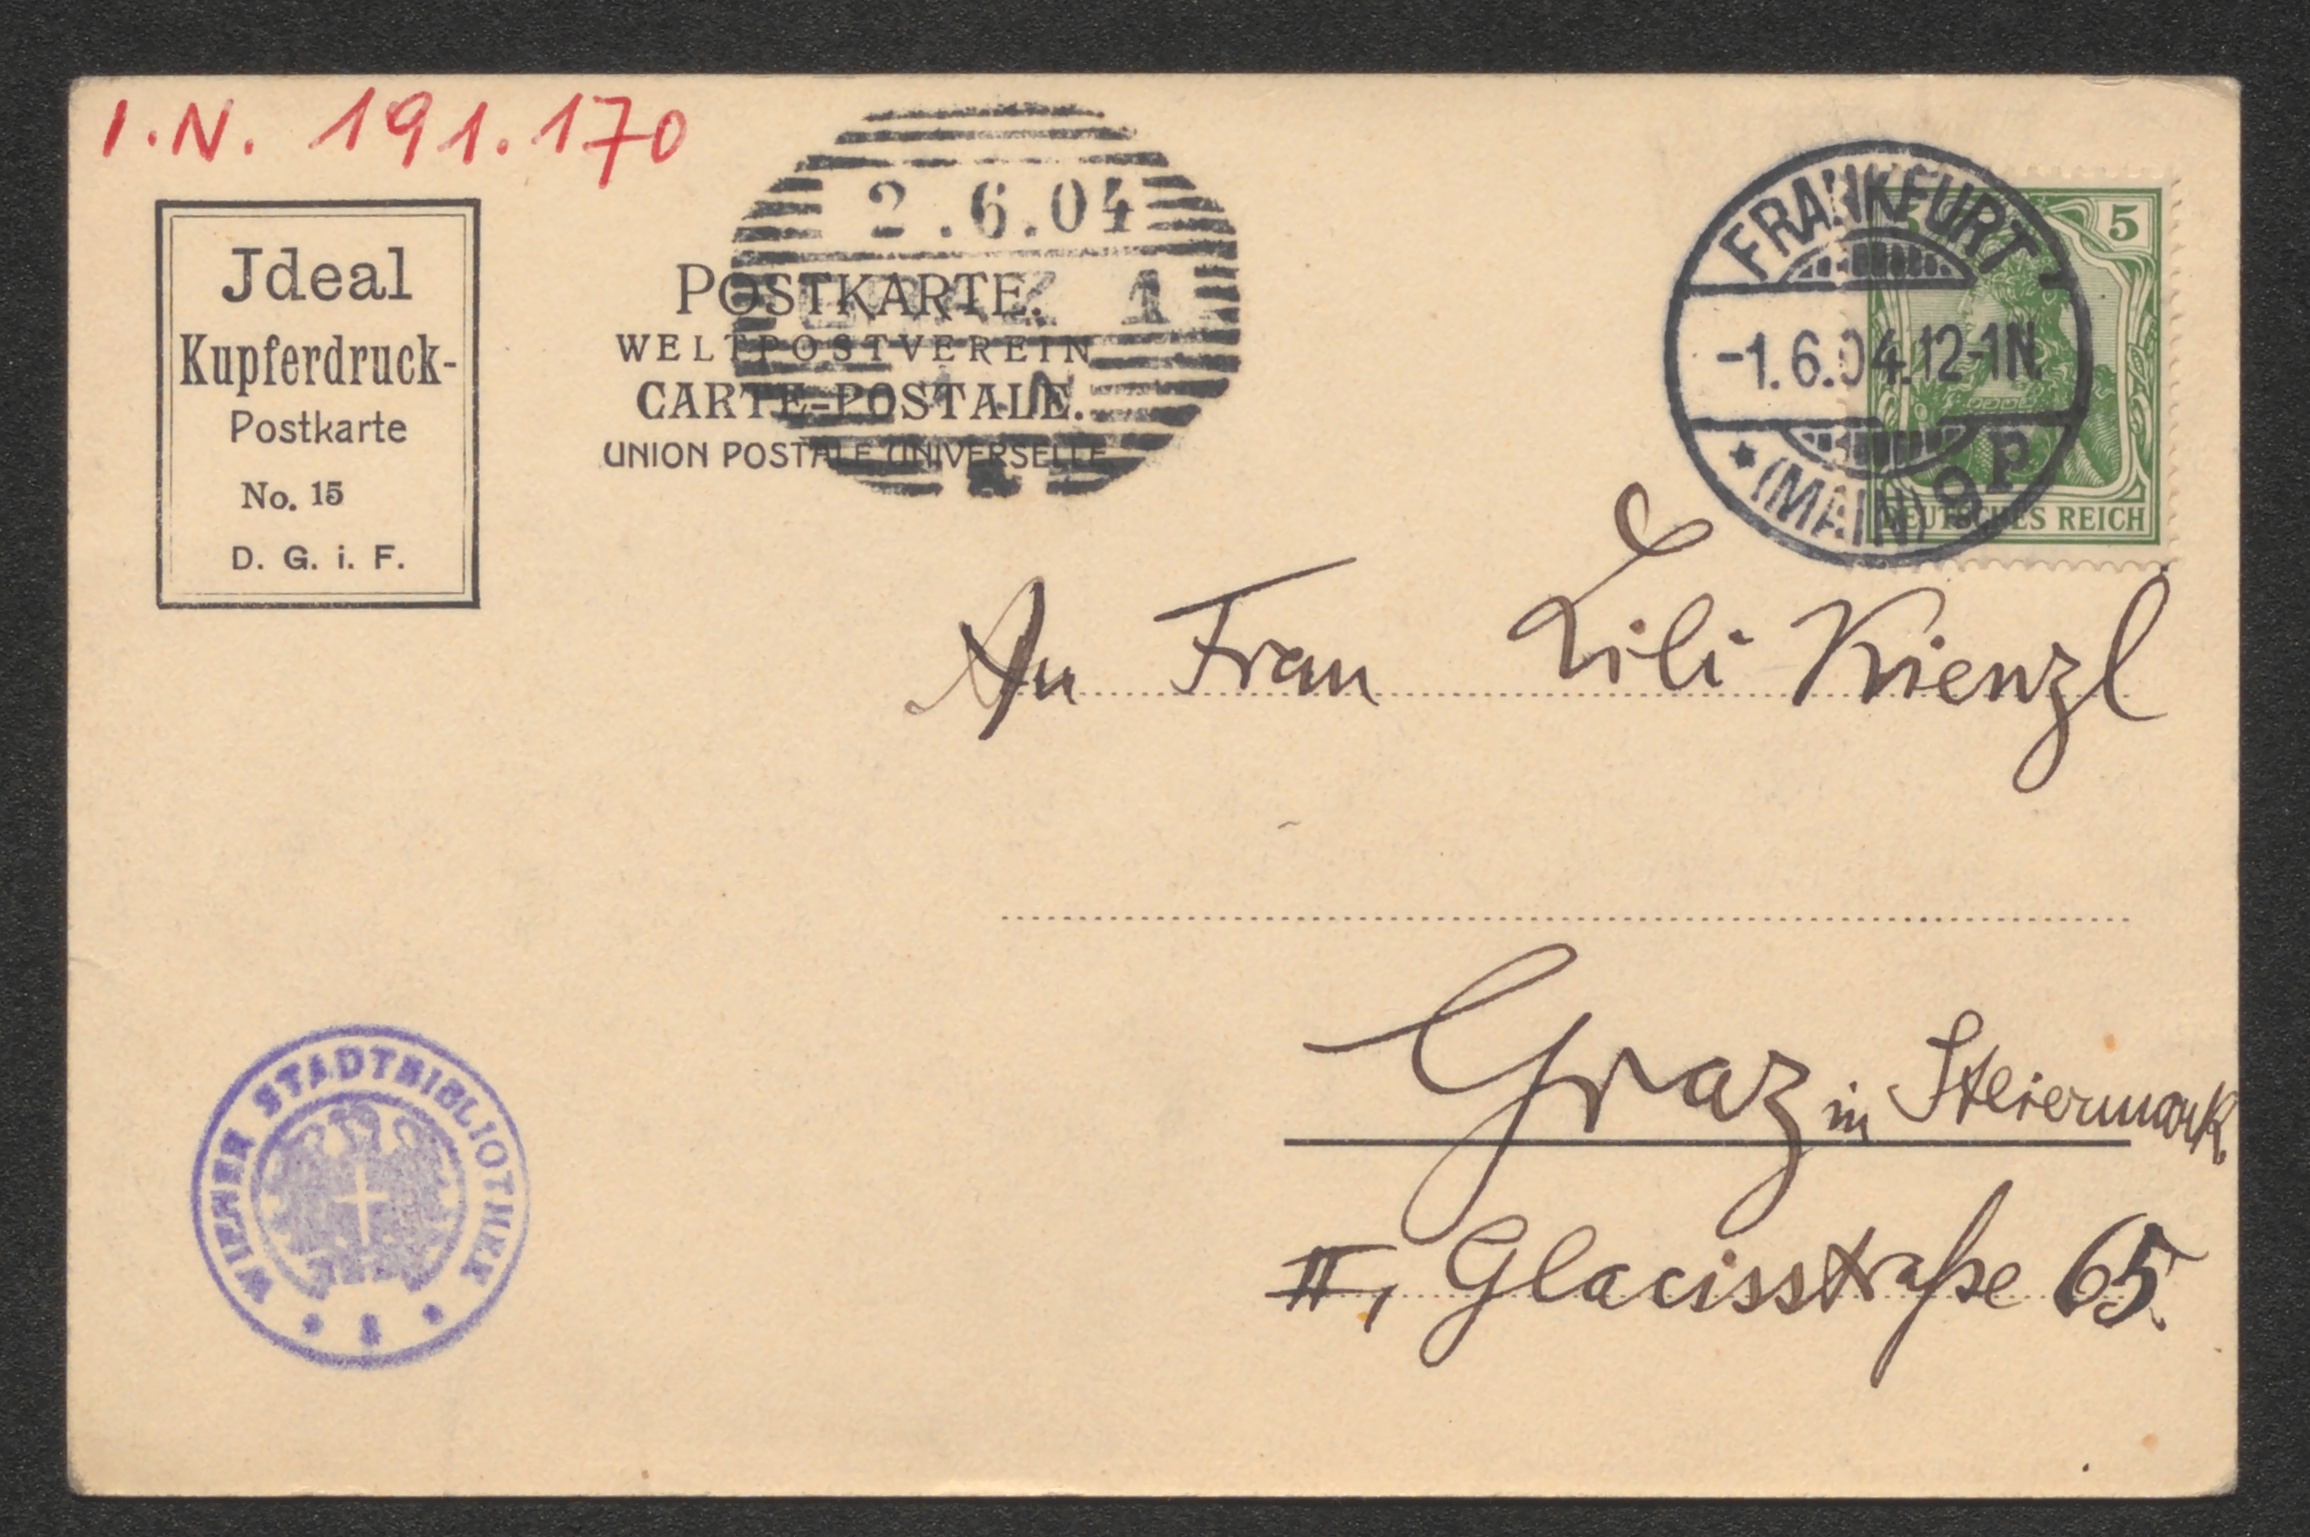 I.N. 191.170
Jdeal
Kupferdruck-
Postkarte
No. 15
D. G. i. F.
2.6.04
1
POSTKARTE.
WELTPOSTVEREIN
CARTE-POSTALE.
UNION POSTALE UNIVERSELLE
FRANKFURT
-1.6.04.12-1N.
* (MAIN) 9 P
5
DEUTSCHES REICH
An Frau Lili Kienzl
Graz in Steiermark.
II, Glacisstraße 65.
WIENER STADTBIBLIOTHEK